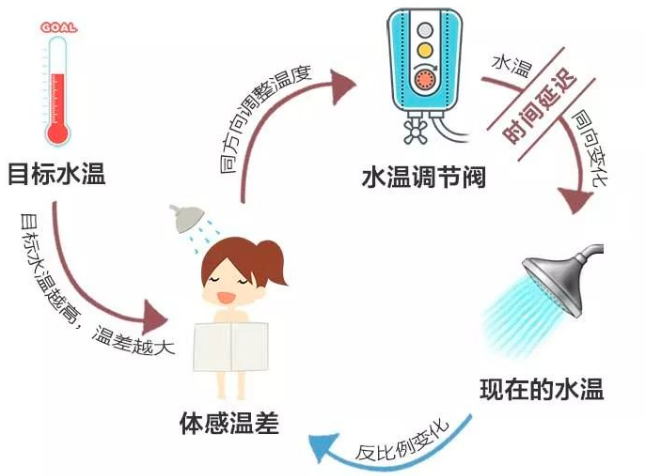 GOAL
目标水温
目标水温越高，温差越大
体感温差
同方向调整温度
水温调节阀
水温
时间延迟
同向变化
现在的水温
反比例变化